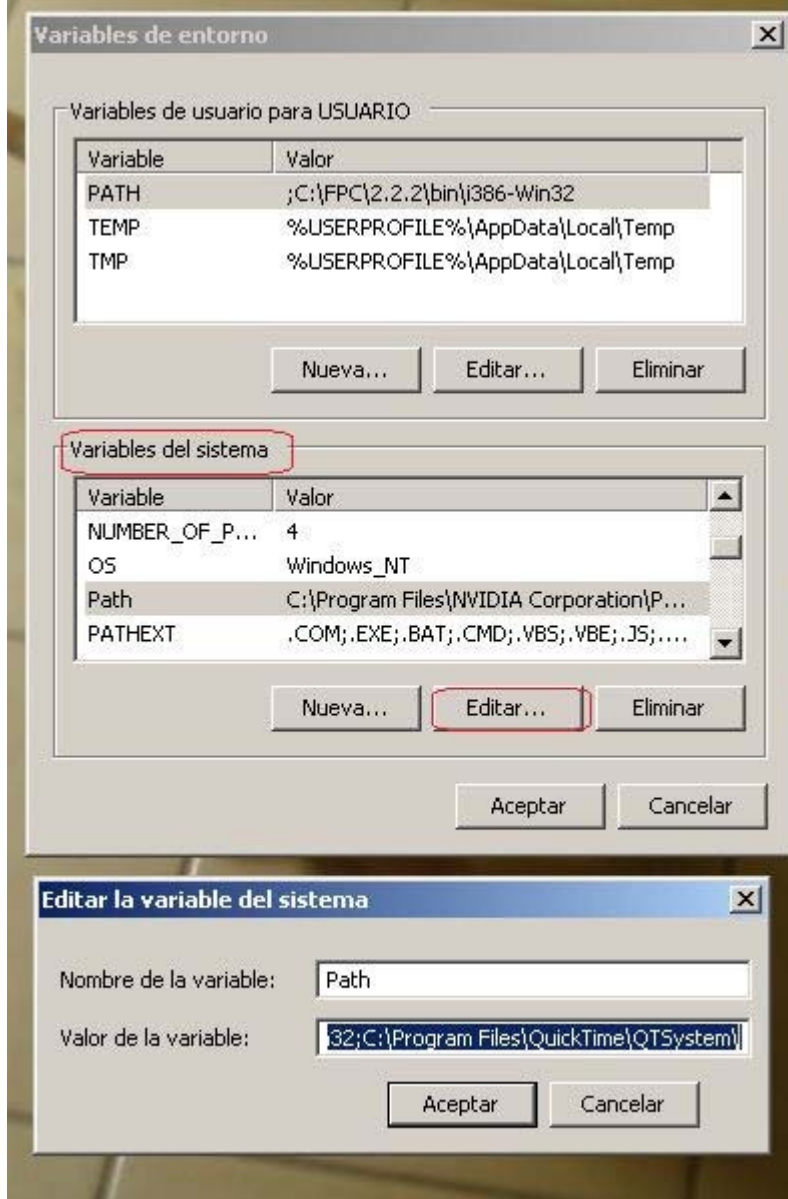 Variables de entorno
Variables de usuario para USUARIO
Variable Valor
PATH ;C:\FPC\2.2.2\bin\i386-Win32
TEMP %USERPROFILE%\AppData\Local\Temp
TMP %USERPROFILE%\AppData\Local\Temp
Nueva... Editar... Eliminar
Variables del sistema
Variable Valor
NUMBER_OF_P... 4
OS Windows_NT
Path C:\Program Files\NVIDIA Corporation\P...
PATHEXT .COM;.EXE;.BAT;.CMD;.VBS;.VBE;.JS;....
Nueva... Editar... Eliminar
Aceptar Cancelar
Editar la variable del sistema
Nombre de la variable: Path
Valor de la variable: 32;C:\Program Files\QuickTime\QTSystem\
Aceptar Cancelar